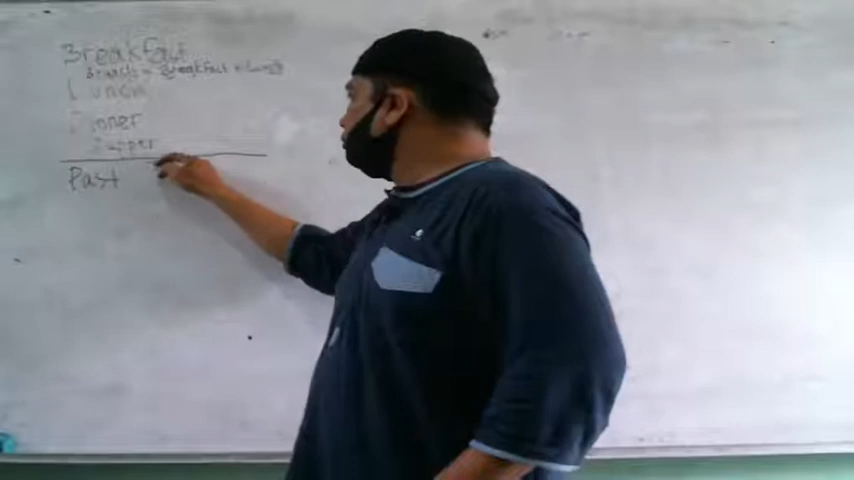 Breakfast
Brunch = Breakfast + Lunch
Lunch
Dinner
Supper
Past